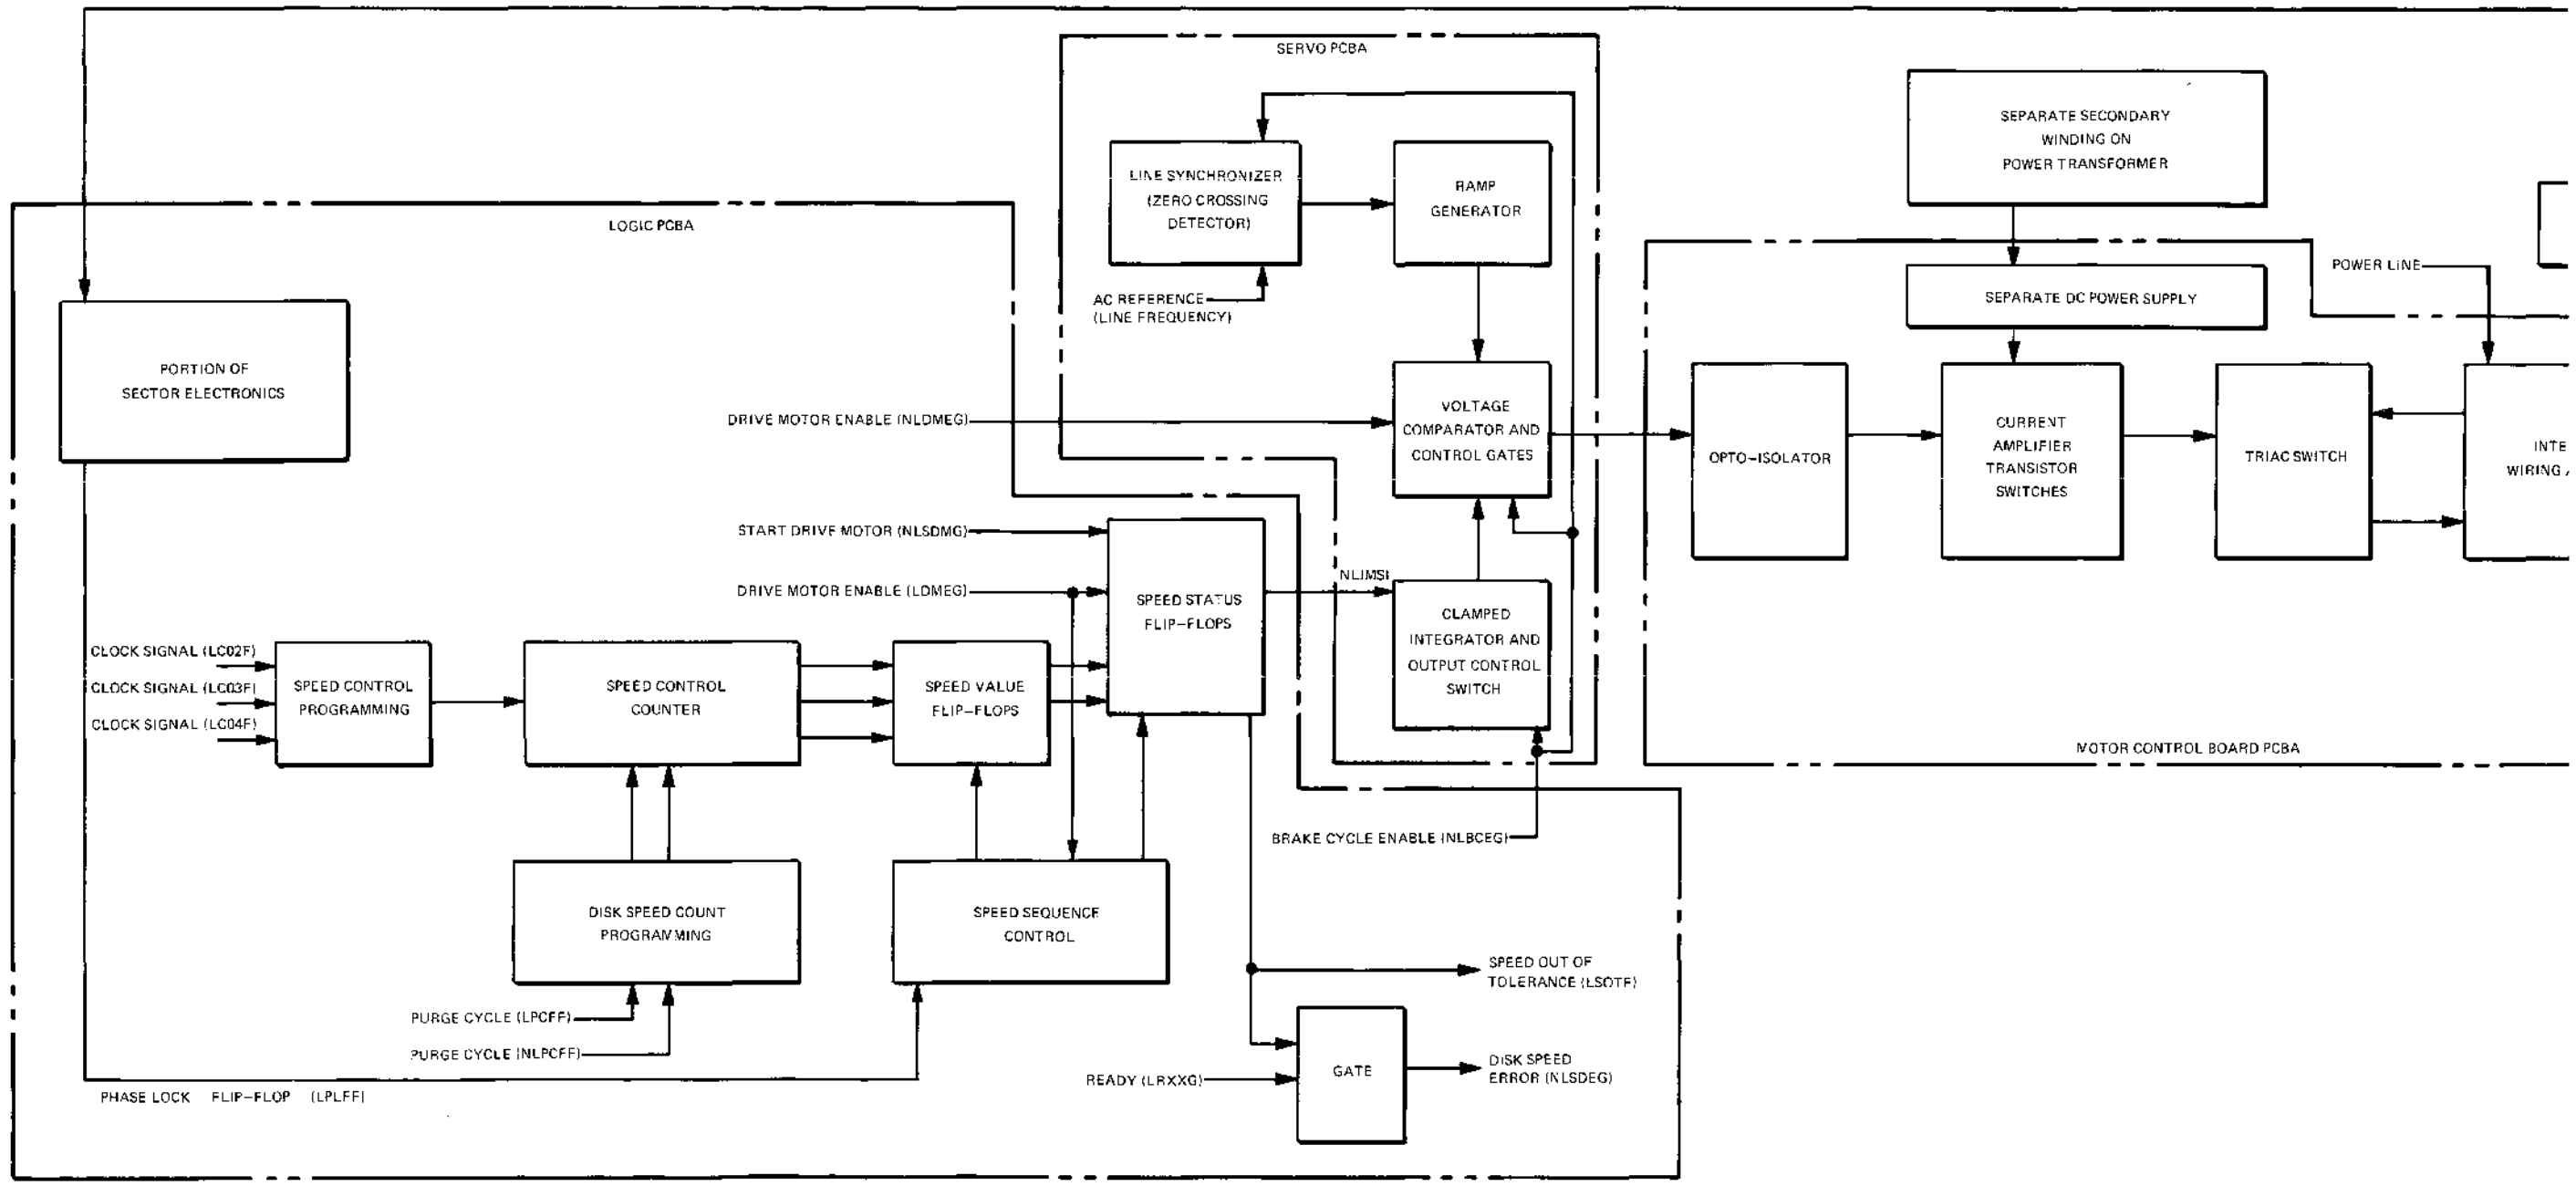 SERVO PCBA
SEPARATE SECONDARY
WINDING ON
POWER TRANSFORMER
LINE SYNCHRONIZER
(ZERO CROSSING
DETECTOR)
RAMP
GENERATOR
LOGIC PCBA
AC REFERENCE
(LINE FREQUENCY)
POWER LINE
SEPARATE DC POWER SUPPLY
PORTION OF
SECTOR ELECTRONICS
DRIVE MOTOR ENABLE (NLDMEG)
VOLTAGE
COMPARATOR AND
CONTROL GATES
OPTO-ISOLATOR
CURRENT
AMPLIFIER
TRANSISTOR
SWITCHES
TRIAC SWITCH
INTE
WIRING
START DRIVE MOTOR (NLSDMG)
DRIVE MOTOR ENABLE (LDMEG)
SPEED STATUS
FLIP-FLOPS
CLAMPED
INTEGRATOR AND
OUTPUT CONTROL
SWITCH
CLOCK SIGNAL (LC02F)
CLOCK SIGNAL (LC03F)
CLOCK SIGNAL (LC04F)
SPEED CONTROL
PROGRAMMING
SPEED CONTROL
COUNTER
SPEED VALUE
FLIP-FLOPS
MOTOR CONTROL BOARD PCBA
BRAKE CYCLE ENABLE (NLBCEG)
DISK SPEED COUNT
PROGRAMMING
SPEED SEQUENCE
CONTROL
SPEED OUT OF
TOLERANCE (LSOTF)
PURGE CYCLE (LPCFF)
PURGE CYCLE (NLPCFF)
READY (LRXXG)
GATE
DISK SPEED
ERROR (NLSDEG)
PHASE LOCK FLIP-FLOP (LPLFF)